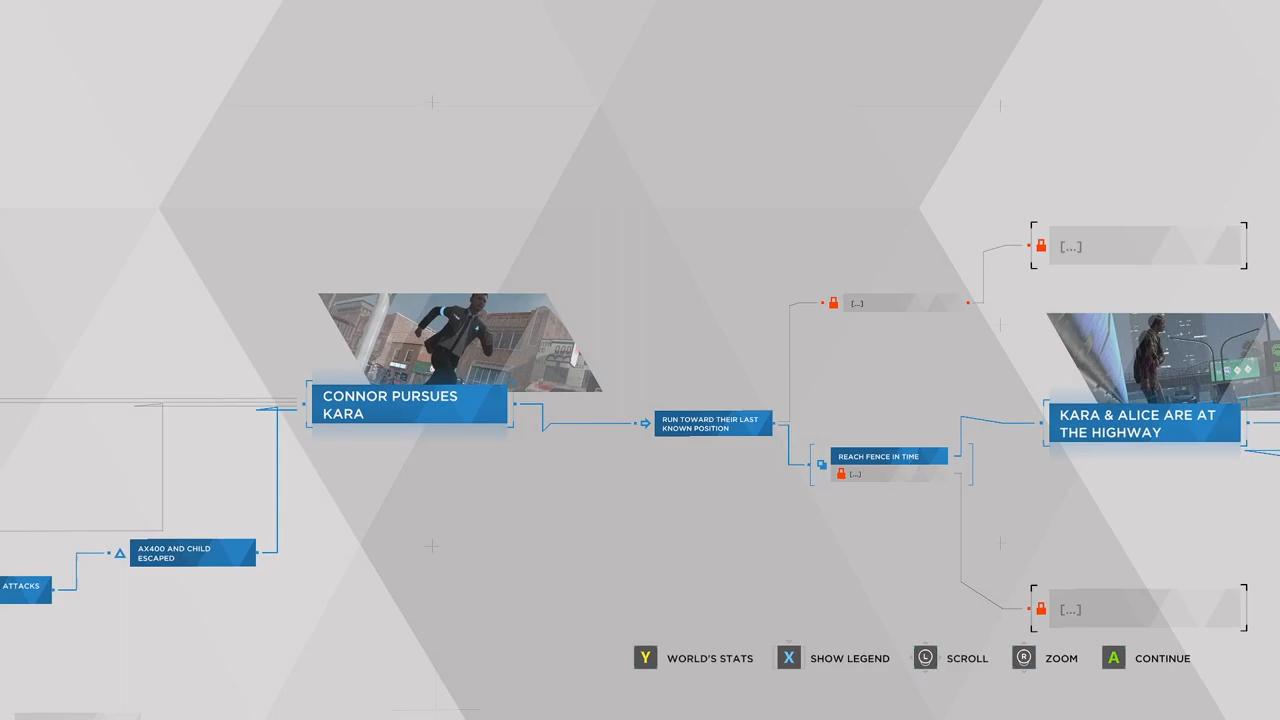 [...]
[...]
CONNOR PURSUES
KARA
RUN TOWARD THEIR LAST
KNOWN POSITION
KARA & ALICE ARE AT
THE HIGHWAY
REACH FENCE IN TIME
[...]
AX400 AND CHILD
ESCAPED
ATTACKS
[...]
Y WORLD'S STATS
X SHOW LEGEND
L SCROLL
R ZOOM
A CONTINUE